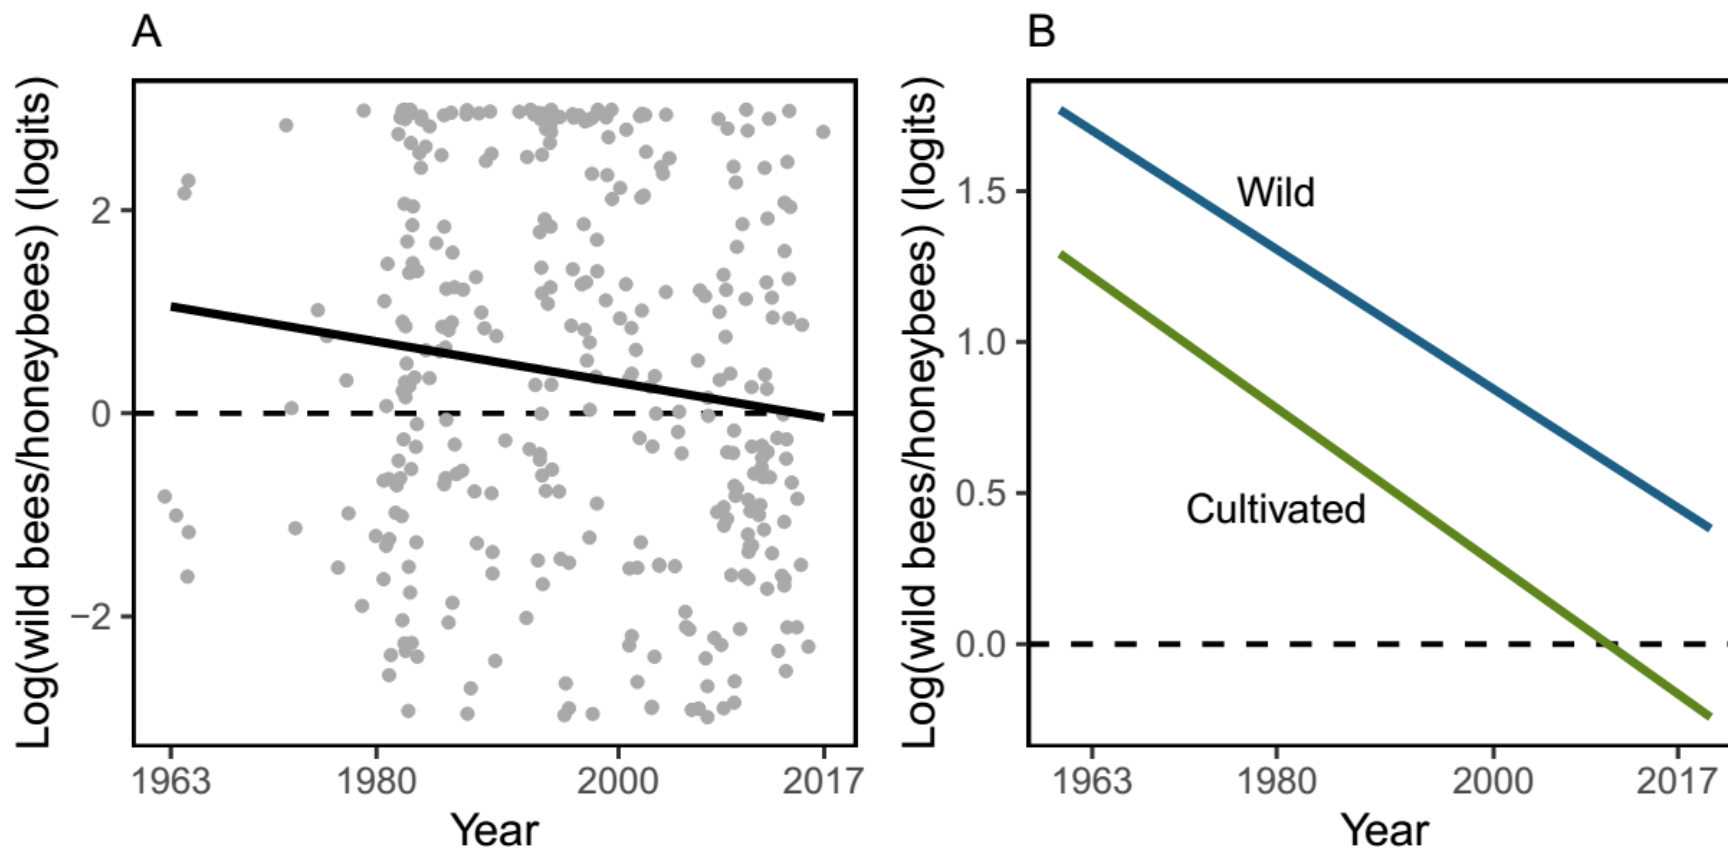 A
Log(wild bees/honeybees) (logits)
2
0
−2
1963 1980 2000 2017
Year
B
Log(wild bees/honeybees) (logits)
1.5
1.0
0.5
0.0
Wild
Cultivated
1963 1980 2000 2017
Year